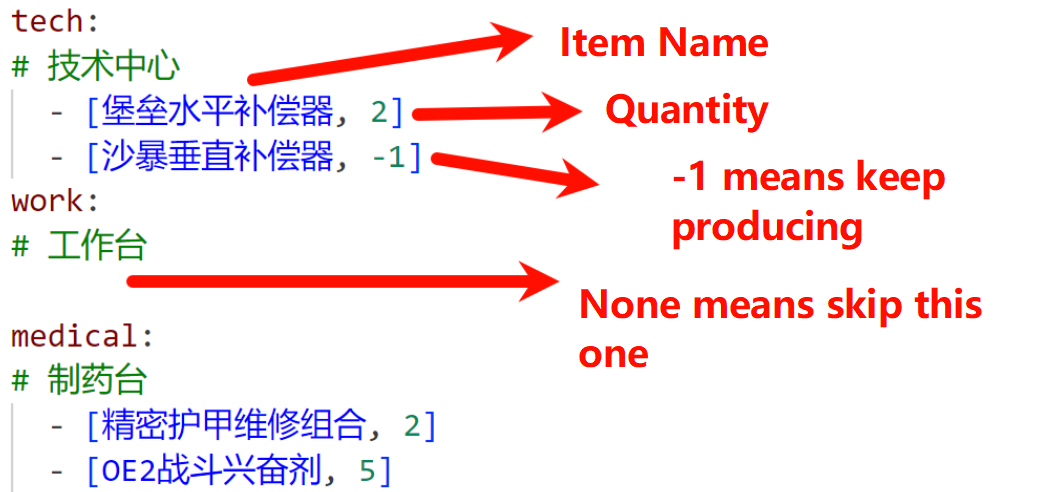 tech:
Item Name
# 技术中心
- [堡垒水平补偿器, 2]
Quantity
- [沙暴垂直补偿器, -1]
-1 means keep
producing
work:
# 工作台
None means skip this
one
medical:
# 制药台
- [精密护甲维修组合, 2]
- [OE2战斗兴奋剂, 5]